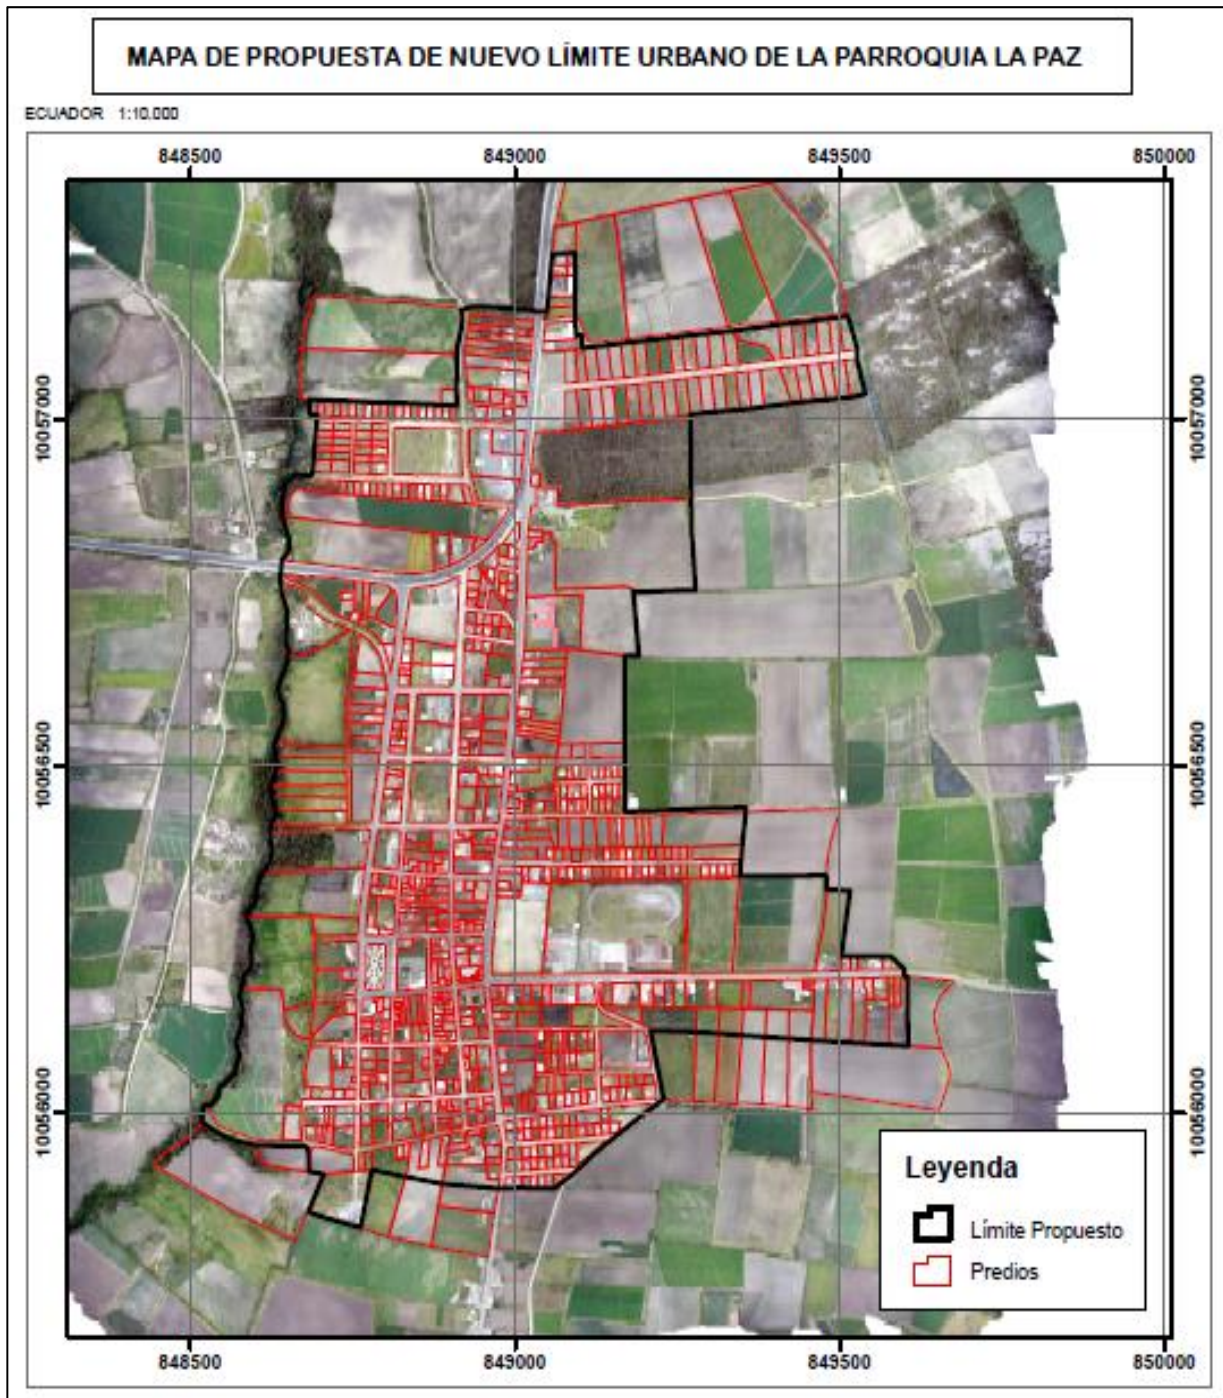 MAPA DE PROPUESTA DE NUEVO LÍMITE URBANO DE LA PARROQUIA LA PAZ
ECUADOR 1:10.000
848500 849000 849500 850000
10057000 10057000
10056500 10056500
10056000 10056000
Leyenda
Límite Propuesto
Predios
848500 849000 849500 850000